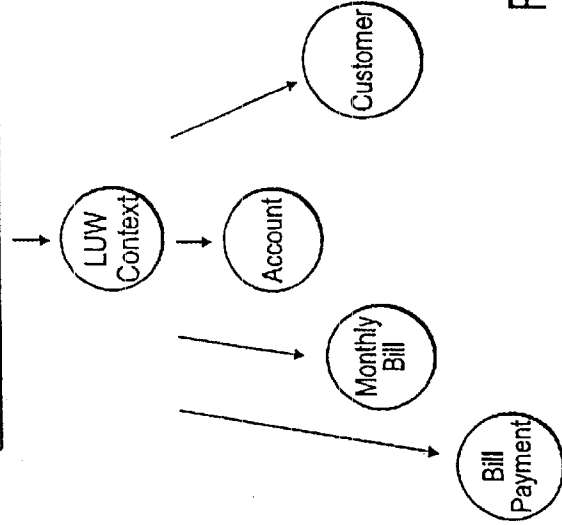 LUW
Context
Customer
Account
Monthly
Bill
Bill
Payment